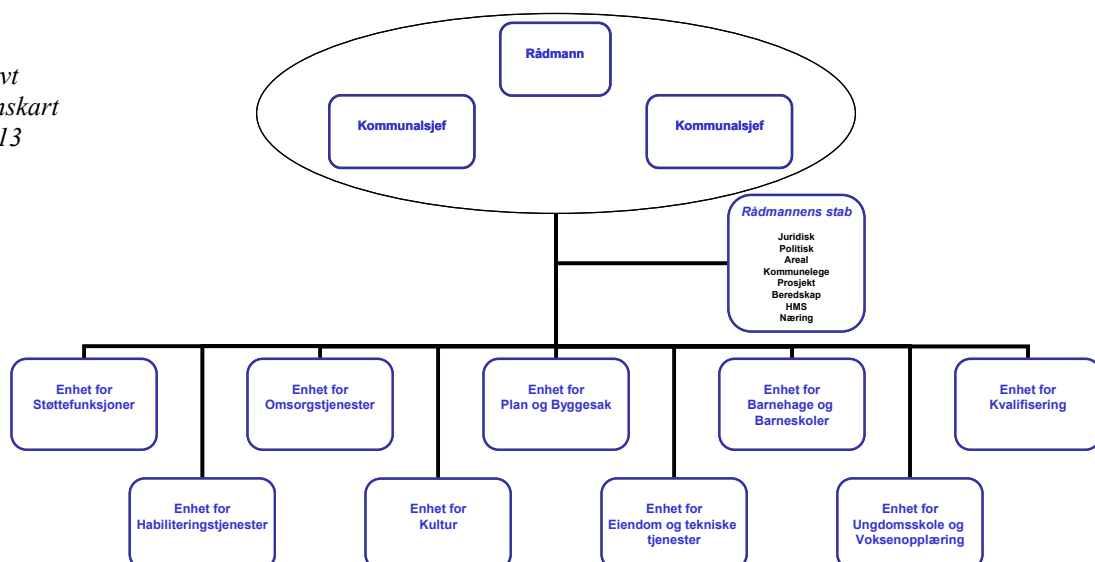 Rådmann
Kommunalsjef
Kommunalsjef
Rådmannens stab
Juridisk
Politisk
Areal
Kommunelege
Prosjekt
Beredskap
HMS
Næring
Enhet for
Støttefunksjoner
Enhet for
Omsorgstjenester
Enhet for
Plan og Byggesak
Enhet for
Barnehage og
Barneskoler
Enhet for
Kvalifisering
Enhet for
Habiliteringstjenester
Enhet for
Kultur
Enhet for
Eiendom og tekniske
tjenester
Enhet for
Ungdomsskole og
Voksenopplæring